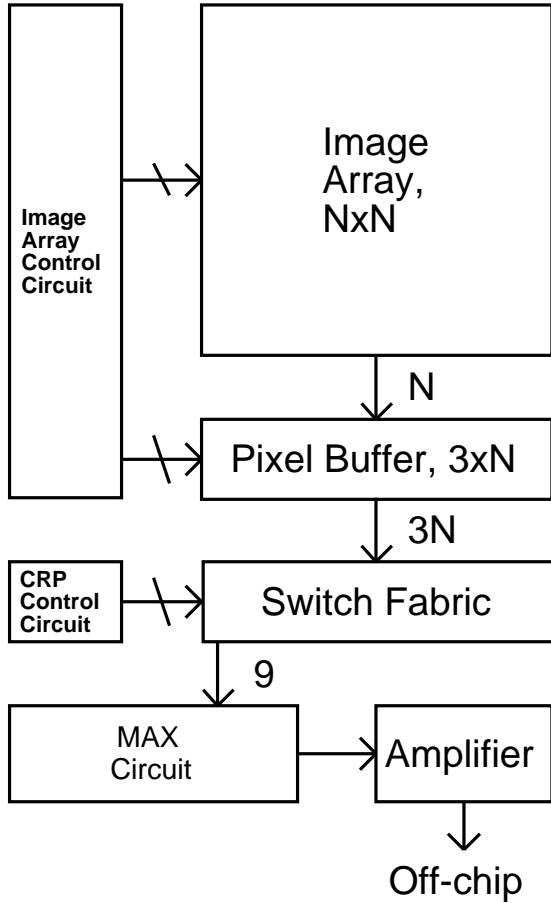 Image
Array,
NxN
Image
Array
Control
Circuit
N
Pixel Buffer, 3xN
3N
CRP
Control
Circuit
Switch Fabric
9
MAX
Circuit
Amplifier
Off-chip